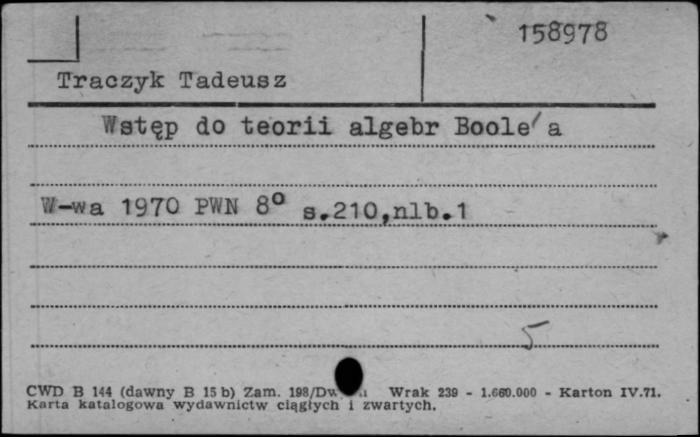 158978
Traczyk Tadeusz
Wstęp do teorii algebr Boole'a
W-wa 1970 PWN 8° s.210,nlb.1
5
CWD B 144 (dawny B 15 b) Zam. 198/Dw Wrak 239 - 1.660.000 - Karton IV.71.
Karta katalogowa wydawnictw ciągłych i zwartych.